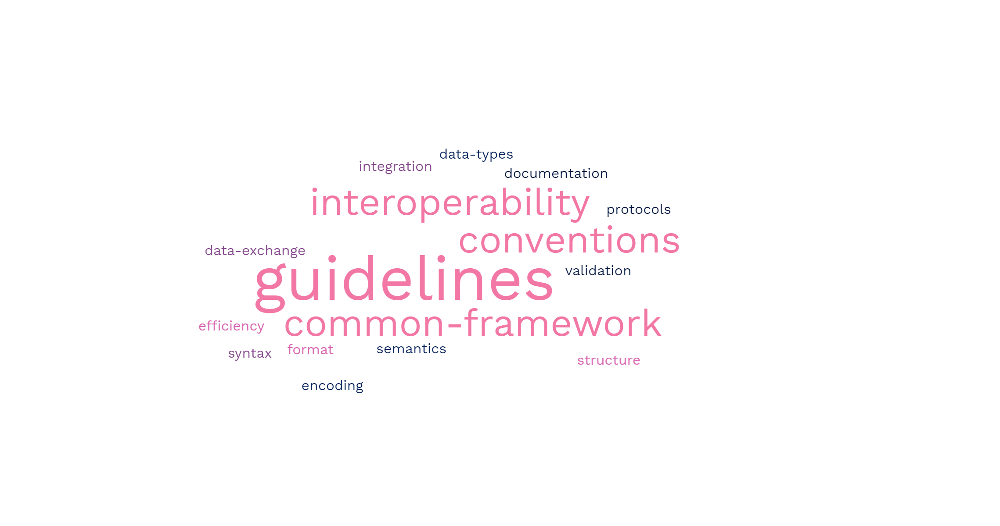 data-types
integration
documentation
interoperability
protocols
conventions
data-exchange
guidelines
validation
common-framework
efficiency
semantics
format
syntax
structure
encoding